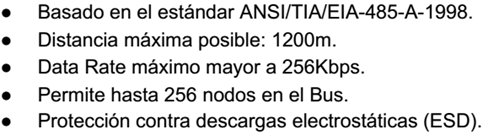 ● Basado en el estándar ANSI/TIA/EIA-485-A-1998.
● Distancia máxima posible: 1200m.
● Data Rate máximo mayor a 256Kbps.
● Permite hasta 256 nodos en el Bus.
● Protección contra descargas electrostáticas (ESD).